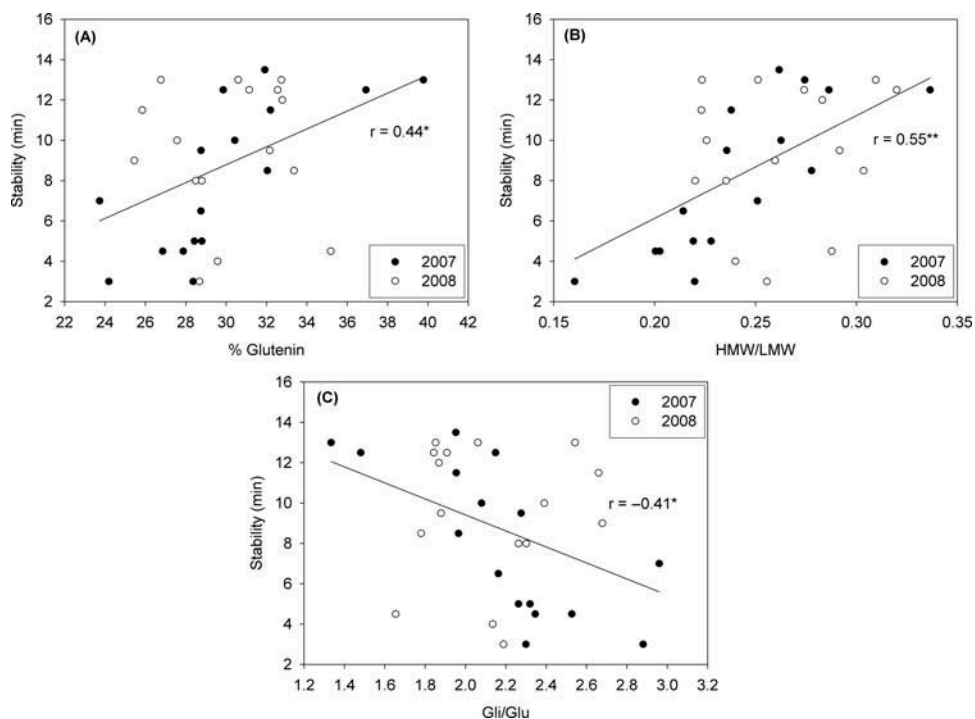 (A)
16
14
12
10
8
6
4
2
Stability (min)
r = 0.44*
2007
2008
22 24 26 28 30 32 34 36 38 40 42
% Glutenin
(B)
16
14
12
10
8
6
4
2
Stability (min)
r = 0.55**
2007
2008
0.15 0.20 0.25 0.30 0.35
HMW/LMW
(C)
16
14
12
10
8
6
4
2
Stability (min)
2007
2008
r = –0.41*
1.2 1.4 1.6 1.8 2.0 2.2 2.4 2.6 2.8 3.0 3.2
Gli/Glu